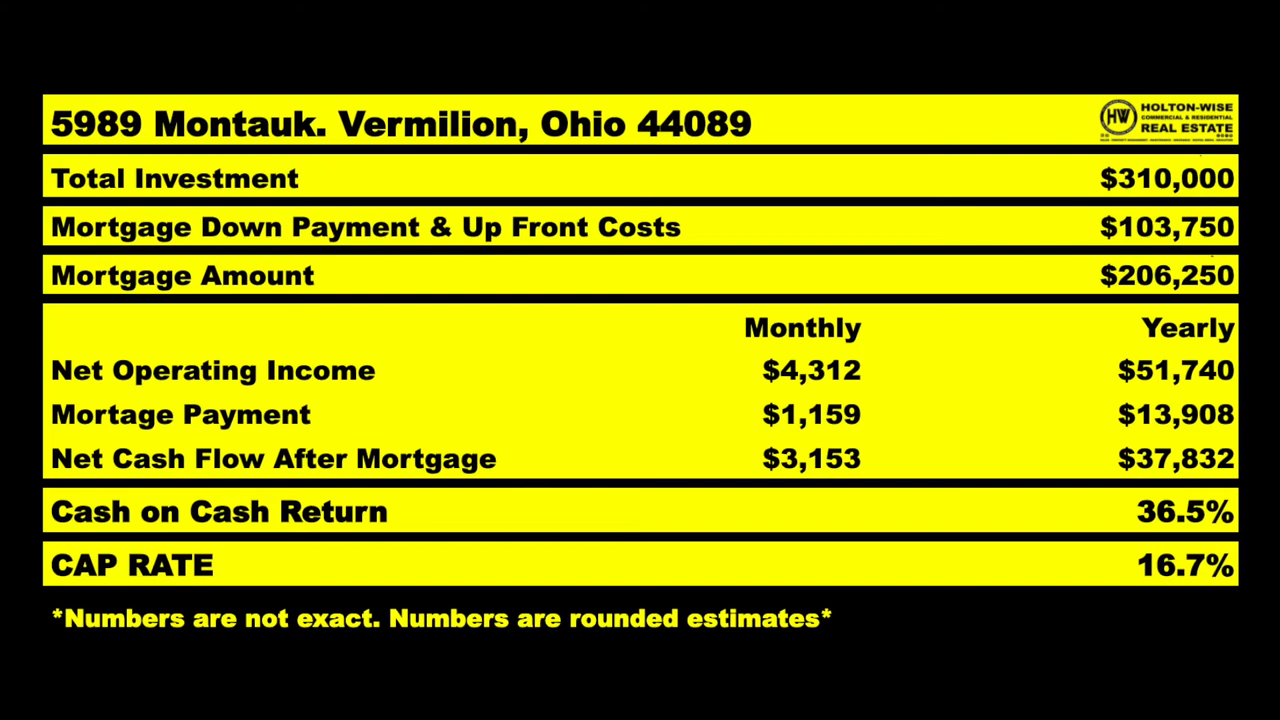 5989 Montauk. Vermilion, Ohio 44089
HW
HOLTON-WISE
COMMERCIAL & RESIDENTIAL
REAL ESTATE
Total Investment $310,000
Mortgage Down Payment & Up Front Costs $103,750
Mortgage Amount $206,250
Monthly Yearly
Net Operating Income $4,312 $51,740
Mortage Payment $1,159 $13,908
Net Cash Flow After Mortgage $3,153 $37,832
Cash on Cash Return 36.5%
CAP RATE 16.7%
*Numbers are not exact. Numbers are rounded estimates*